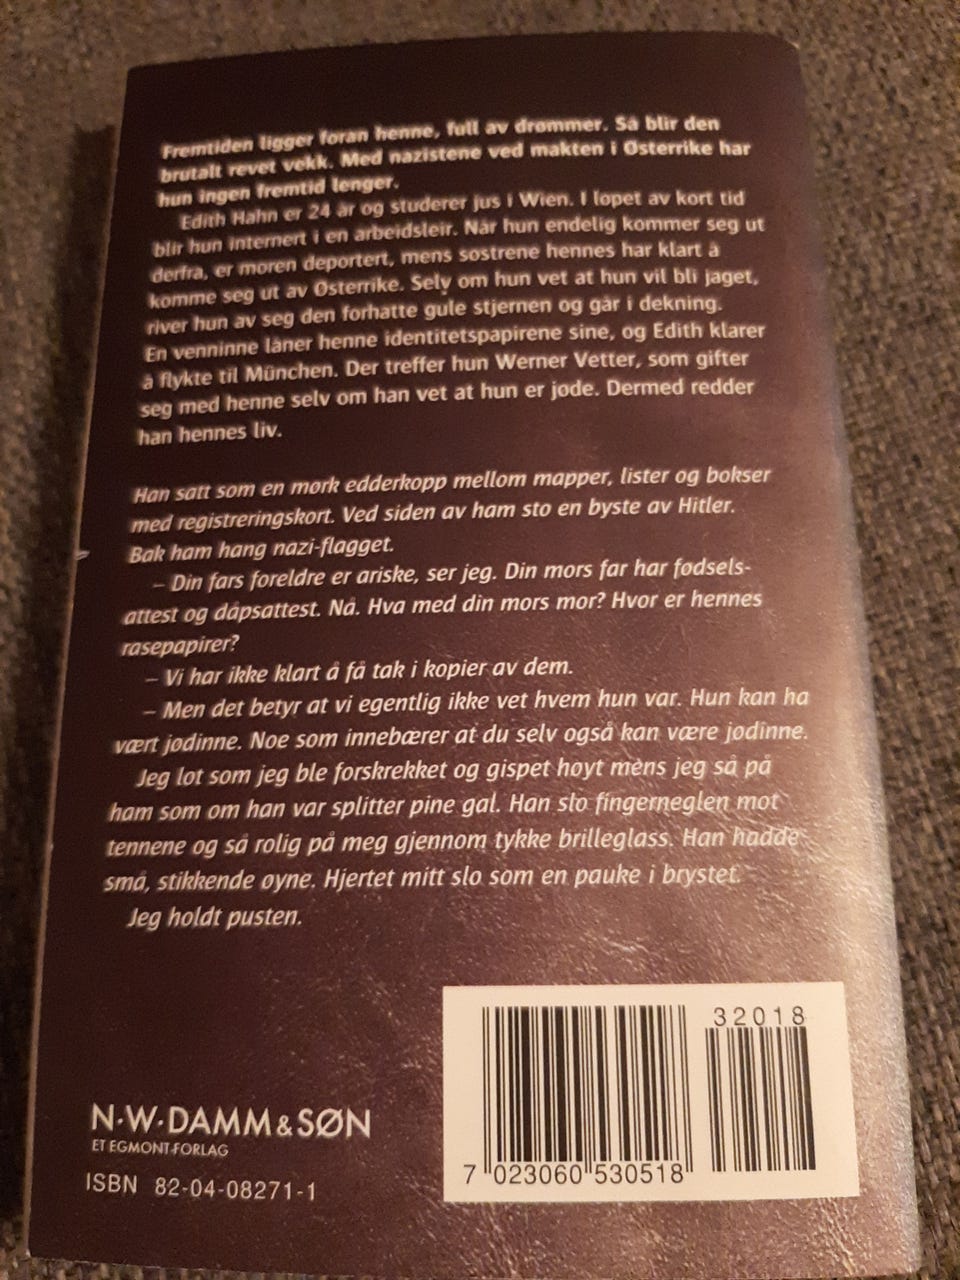 Fremtiden ligger foran henne, full av drømmer. Så blir den
brutalt revet vekk. Med nazistene ved makten i Østerrike har
hun ingen fremtid lenger.
Edith Hahn er 24 år og studerer jus i Wien. I løpet av kort tid
blir hun internert i en arbeidsleir. Når hun endelig kommer seg ut
derfra, er moren deportert, mens søstrene hennes har klart å
komme seg ut av Østerrike. Selv om hun vet at hun vil bli jaget,
river hun av seg den forhatte gule stjernen og går i dekning.
En venninne låner henne identitetspapirene sine, og Edith klarer
å flykte til München. Der treffer hun Werner Vetter, som gifter
seg med henne selv om han vet at hun er jøde. Dermed redder
han hennes liv.
Han satt som en mørk edderkopp mellom mapper, lister og bokser
med registreringskort. Ved siden av ham sto en byste av Hitler.
Bak ham hang nazi-flagget.
– Din fars foreldre er ariske, ser jeg. Din mors far har fødsels-
attest og dåpsattest. Nå. Hva med din mors mor? Hvor er hennes
rasepapirer?
– Vi har ikke klart å få tak i kopier av dem.
– Men det betyr at vi egentlig ikke vet hvem hun var. Hun kan ha
vært jødinne. Noe som innebærer at du selv også kan være jødinne.
Jeg lot som jeg ble forskrekket og gispet høyt mens jeg så på
ham som om han var splitter pine gal. Han slo fingerneglen mot
tennene og så rolig på meg gjennom tykke brilleglass. Han hadde
små, stikkende øyne. Hjertet mitt slo som en pauke i brystet.
Jeg holdt pusten.
N·W·DAMM & SØN
ET EGMONT-FORLAG
ISBN 82-04-08271-1
32018
7 023060 530518